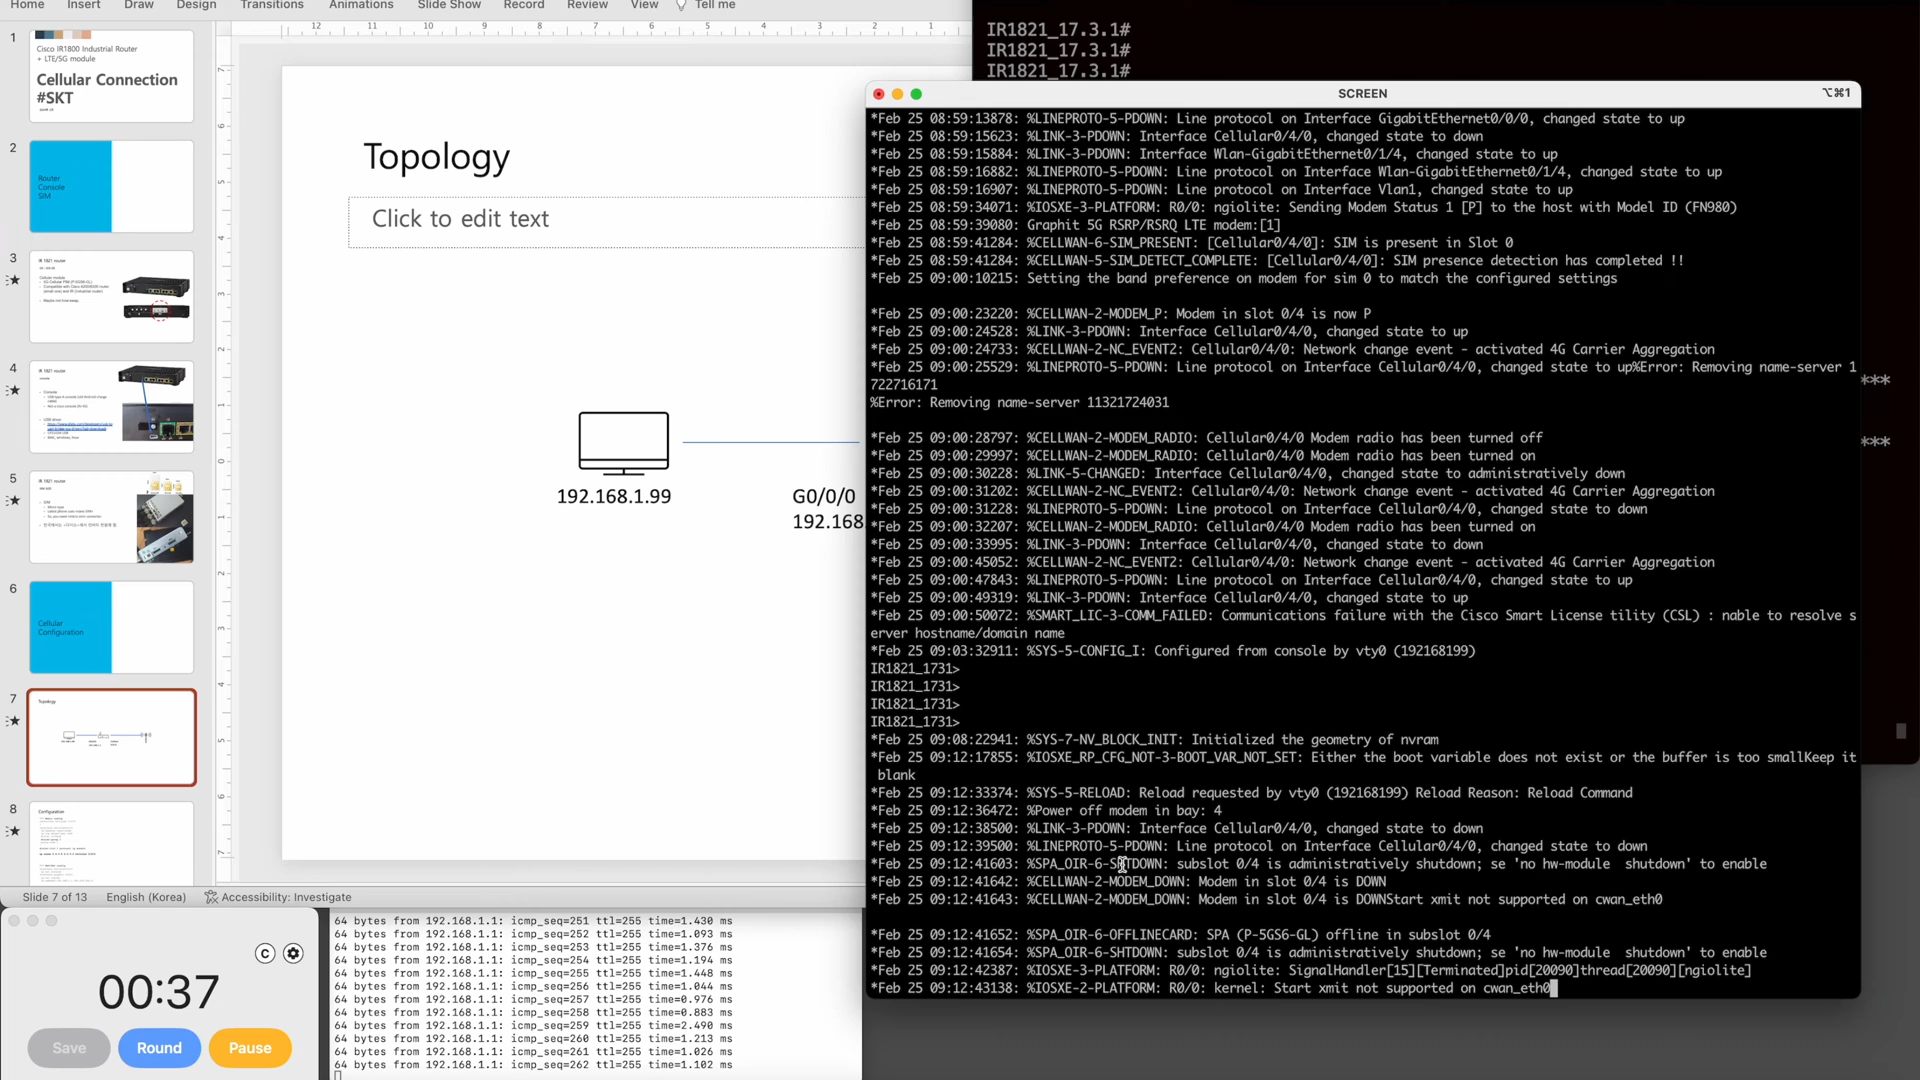 Home Insert Draw Design Transitions Animations Slide Show Record Review View Tell me
12 11 10 9 8 7 6 5 4 3 2 1
1
Cisco IR1800 Industrial Router
+ LTE/5G module
Cellular Connection
#SKT
2
Router
Console
SIM
3
IR 1821 router
4
IR 1821 router
5
IR 1821 router
6
Cellular
Configuration
7
Topology
8
Configuration
Topology
Click to edit text
192.168.1.99
G0/0/0
192.168
Slide 7 of 13 English (Korea) Accessibility: Investigate
C
00:37
Save Round Pause
64 bytes from 192.168.1.1: icmp_seq=251 ttl=255 time=1.430 ms
64 bytes from 192.168.1.1: icmp_seq=252 ttl=255 time=1.093 ms
64 bytes from 192.168.1.1: icmp_seq=253 ttl=255 time=1.376 ms
64 bytes from 192.168.1.1: icmp_seq=254 ttl=255 time=1.194 ms
64 bytes from 192.168.1.1: icmp_seq=255 ttl=255 time=1.448 ms
64 bytes from 192.168.1.1: icmp_seq=256 ttl=255 time=1.044 ms
64 bytes from 192.168.1.1: icmp_seq=257 ttl=255 time=0.976 ms
64 bytes from 192.168.1.1: icmp_seq=258 ttl=255 time=0.883 ms
64 bytes from 192.168.1.1: icmp_seq=259 ttl=255 time=2.490 ms
64 bytes from 192.168.1.1: icmp_seq=260 ttl=255 time=1.213 ms
64 bytes from 192.168.1.1: icmp_seq=261 ttl=255 time=1.026 ms
64 bytes from 192.168.1.1: icmp_seq=262 ttl=255 time=1.102 ms
IR1821_17.3.1#
IR1821_17.3.1#
IR1821_17.3.1#
***
***
SCREEN ⌥⌘1
*Feb 25 08:59:13878: %LINEPROTO-5-PDOWN: Line protocol on Interface GigabitEthernet0/0/0, changed state to up
*Feb 25 08:59:15623: %LINK-3-PDOWN: Interface Cellular0/4/0, changed state to down
*Feb 25 08:59:15884: %LINK-3-PDOWN: Interface Wlan-GigabitEthernet0/1/4, changed state to up
*Feb 25 08:59:16882: %LINEPROTO-5-PDOWN: Line protocol on Interface Wlan-GigabitEthernet0/1/4, changed state to up
*Feb 25 08:59:16907: %LINEPROTO-5-PDOWN: Line protocol on Interface Vlan1, changed state to up
*Feb 25 08:59:34071: %IOSXE-3-PLATFORM: R0/0: ngiolite: Sending Modem Status 1 [P] to the host with Model ID (FN980)
*Feb 25 08:59:39080: Graphit 5G RSRP/RSRQ LTE modem:[1]
*Feb 25 08:59:41284: %CELLWAN-6-SIM_PRESENT: [Cellular0/4/0]: SIM is present in Slot 0
*Feb 25 08:59:41284: %CELLWAN-5-SIM_DETECT_COMPLETE: [Cellular0/4/0]: SIM presence detection has completed !!
*Feb 25 09:00:10215: Setting the band preference on modem for sim 0 to match the configured settings
*Feb 25 09:00:23220: %CELLWAN-2-MODEM_P: Modem in slot 0/4 is now P
*Feb 25 09:00:24528: %LINK-3-PDOWN: Interface Cellular0/4/0, changed state to up
*Feb 25 09:00:24733: %CELLWAN-2-NC_EVENT2: Cellular0/4/0: Network change event - activated 4G Carrier Aggregation
*Feb 25 09:00:25529: %LINEPROTO-5-PDOWN: Line protocol on Interface Cellular0/4/0, changed state to up%Error: Removing name-server 1
722716171
%Error: Removing name-server 11321724031
*Feb 25 09:00:28797: %CELLWAN-2-MODEM_RADIO: Cellular0/4/0 Modem radio has been turned off
*Feb 25 09:00:29997: %CELLWAN-2-MODEM_RADIO: Cellular0/4/0 Modem radio has been turned on
*Feb 25 09:00:30228: %LINK-5-CHANGED: Interface Cellular0/4/0, changed state to administratively down
*Feb 25 09:00:31202: %CELLWAN-2-NC_EVENT2: Cellular0/4/0: Network change event - activated 4G Carrier Aggregation
*Feb 25 09:00:31228: %LINEPROTO-5-PDOWN: Line protocol on Interface Cellular0/4/0, changed state to down
*Feb 25 09:00:32207: %CELLWAN-2-MODEM_RADIO: Cellular0/4/0 Modem radio has been turned on
*Feb 25 09:00:33995: %LINK-3-PDOWN: Interface Cellular0/4/0, changed state to down
*Feb 25 09:00:45052: %CELLWAN-2-NC_EVENT2: Cellular0/4/0: Network change event - activated 4G Carrier Aggregation
*Feb 25 09:00:47843: %LINEPROTO-5-PDOWN: Line protocol on Interface Cellular0/4/0, changed state to up
*Feb 25 09:00:49319: %LINK-3-PDOWN: Interface Cellular0/4/0, changed state to up
*Feb 25 09:00:50072: %SMART_LIC-3-COMM_FAILED: Communications failure with the Cisco Smart License tility (CSL) : nable to resolve s
erver hostname/domain name
*Feb 25 09:03:32911: %SYS-5-CONFIG_I: Configured from console by vty0 (192168199)
IR1821_1731>
IR1821_1731>
IR1821_1731>
IR1821_1731>
*Feb 25 09:08:22941: %SYS-7-NV_BLOCK_INIT: Initialized the geometry of nvram
*Feb 25 09:12:17855: %IOSXE_RP_CFG_NOT-3-BOOT_VAR_NOT_SET: Either the boot variable does not exist or the buffer is too smallKeep it
blank
*Feb 25 09:12:33374: %SYS-5-RELOAD: Reload requested by vty0 (192168199) Reload Reason: Reload Command
*Feb 25 09:12:36472: %Power off modem in bay: 4
*Feb 25 09:12:38500: %LINK-3-PDOWN: Interface Cellular0/4/0, changed state to down
*Feb 25 09:12:39500: %LINEPROTO-5-PDOWN: Line protocol on Interface Cellular0/4/0, changed state to down
*Feb 25 09:12:41603: %SPA_OIR-6-SHTDOWN: subslot 0/4 is administratively shutdown; se 'no hw-module  shutdown' to enable
*Feb 25 09:12:41642: %CELLWAN-2-MODEM_DOWN: Modem in slot 0/4 is DOWN
*Feb 25 09:12:41643: %CELLWAN-2-MODEM_DOWN: Modem in slot 0/4 is DOWNStart xmit not supported on cwan_eth0
*Feb 25 09:12:41652: %SPA_OIR-6-OFFLINECARD: SPA (P-5GS6-GL) offline in subslot 0/4
*Feb 25 09:12:41654: %SPA_OIR-6-SHTDOWN: subslot 0/4 is administratively shutdown; se 'no hw-module  shutdown' to enable
*Feb 25 09:12:42387: %IOSXE-3-PLATFORM: R0/0: ngiolite: SignalHandler[15][Terminated]pid[20090]thread[20090][ngiolite]
*Feb 25 09:12:43138: %IOSXE-2-PLATFORM: R0/0: kernel: Start xmit not supported on cwan_eth0